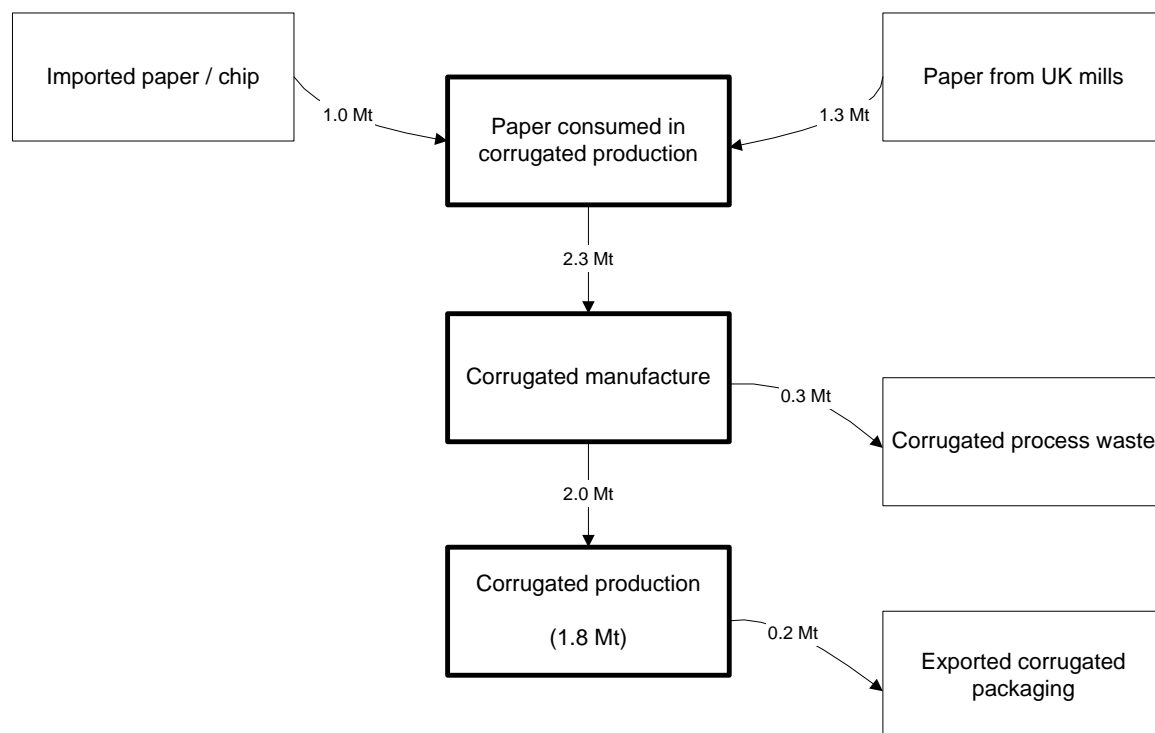 Imported paper / chip
Paper from UK mills
1.0 Mt
1.3 Mt
Paper consumed in
corrugated production
2.3 Mt
Corrugated manufacture
0.3 Mt
Corrugated process waste
2.0 Mt
Corrugated production
(1.8 Mt)
0.2 Mt
Exported corrugated
packaging